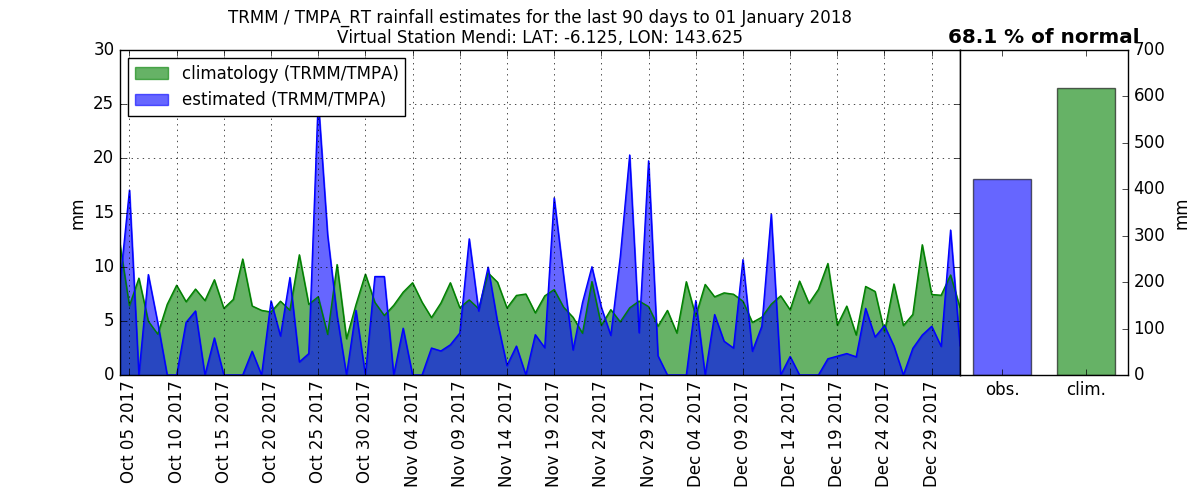 TRMM / TMPA_RT rainfall estimates for the last 90 days to 01 January 2018
Virtual Station Mendi: LAT: -6.125, LON: 143.625
68.1 % of normal
climatology (TRMM/TMPA)
estimated (TRMM/TMPA)
mm
30
25
20
15
10
5
0
Oct 05 2017
Oct 10 2017
Oct 15 2017
Oct 20 2017
Oct 25 2017
Oct 30 2017
Nov 04 2017
Nov 09 2017
Nov 14 2017
Nov 19 2017
Nov 24 2017
Nov 29 2017
Dec 04 2017
Dec 09 2017
Dec 14 2017
Dec 19 2017
Dec 24 2017
Dec 29 2017
obs.
clim.
700
600
500
400
300
200
100
0
mm